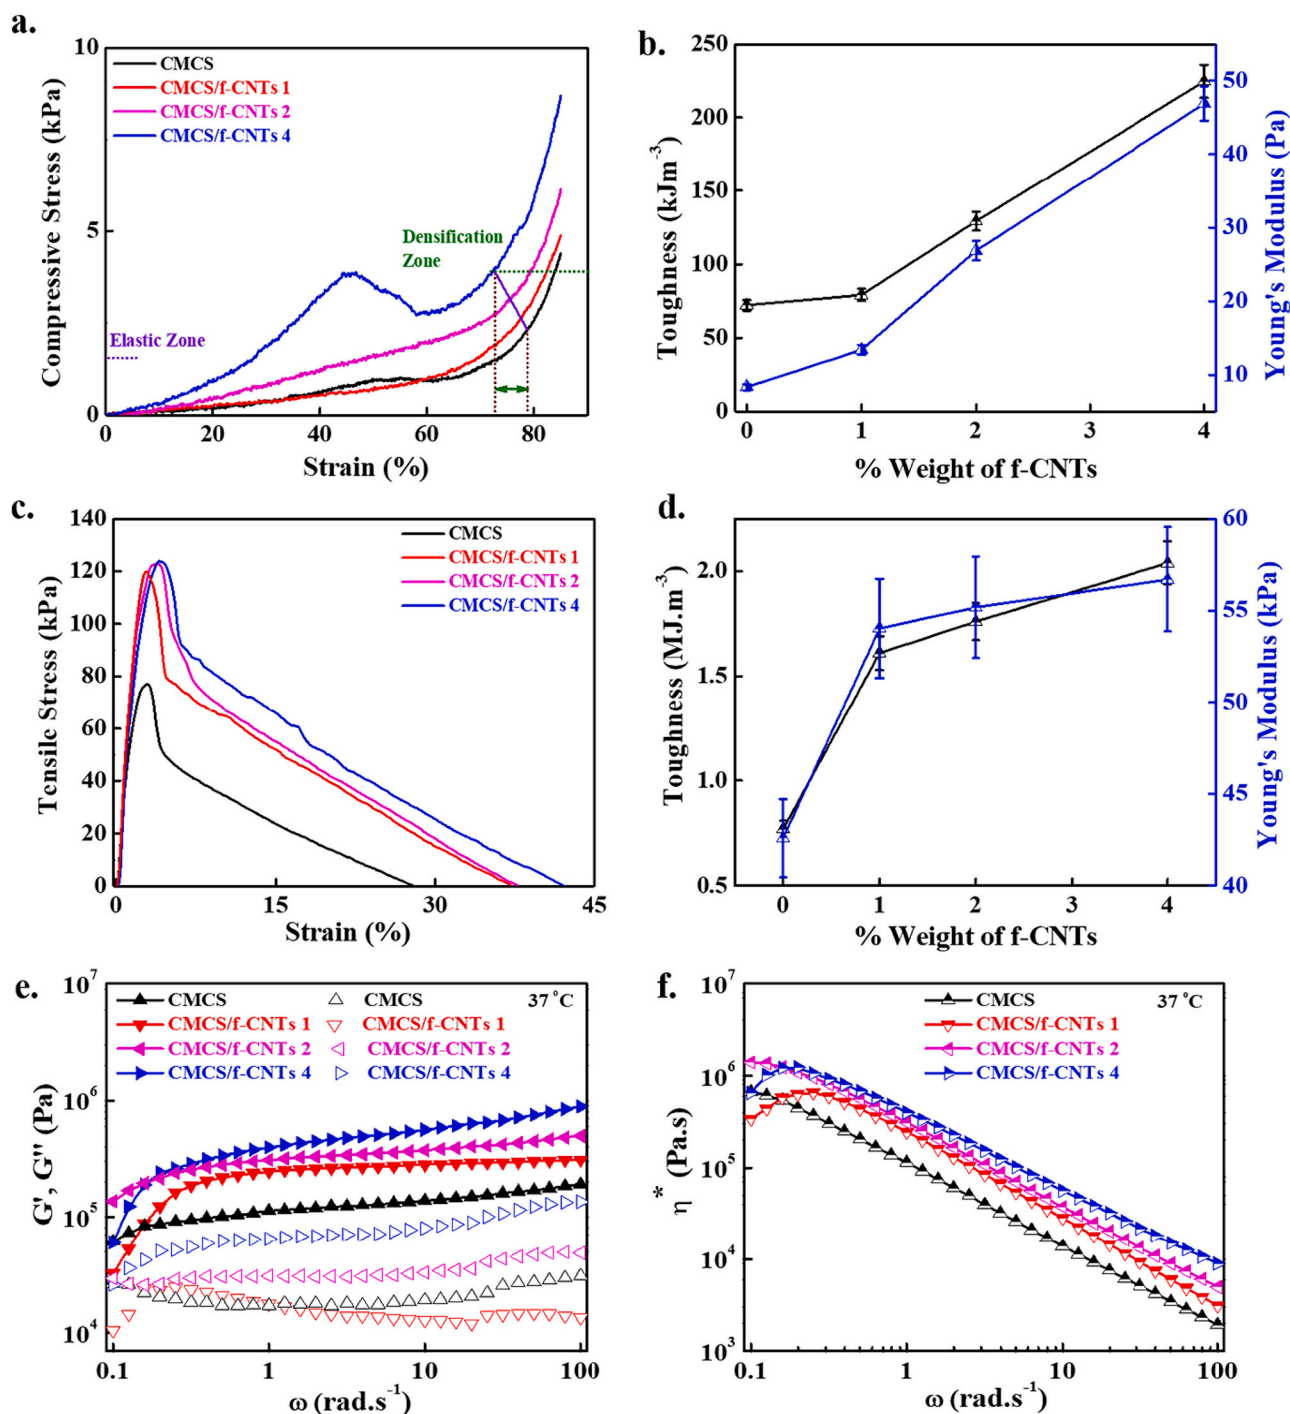 a.
10
5
0
0
20
40
60
80
Compressive Stress (kPa)
Strain (%)
CMCS
CMCS/f-CNTs 1
CMCS/f-CNTs 2
CMCS/f-CNTs 4
Densification
Zone
Elastic Zone
b.
250
200
150
100
50
0
Toughness (kJm⁻³)
50
40
30
20
10
Young's Modulus (Pa)
0
1
2
3
4
% Weight of f-CNTs
c.
140
120
100
80
60
40
20
0
Tensile Stress (kPa)
0
15
30
45
Strain (%)
CMCS
CMCS/f-CNTs 1
CMCS/f-CNTs 2
CMCS/f-CNTs 4
d.
2.0
1.5
1.0
0.5
Toughness (MJ.m⁻³)
60
55
50
45
40
Young's Modulus (kPa)
0
1
2
3
4
% Weight of f-CNTs
e.
10⁷
10⁶
10⁵
10⁴
G', G'' (Pa)
CMCS CMCS 37 °C
CMCS/f-CNTs 1 CMCS/f-CNTs 1
CMCS/f-CNTs 2 CMCS/f-CNTs 2
CMCS/f-CNTs 4 CMCS/f-CNTs 4
0.1
1
10
100
ω (rad.s⁻¹)
f.
10⁷
10⁶
10⁵
10⁴
10³
η* (Pa.s)
CMCS 37 °C
CMCS/f-CNTs 1
CMCS/f-CNTs 2
CMCS/f-CNTs 4
0.1
1
10
100
ω (rad.s⁻¹)